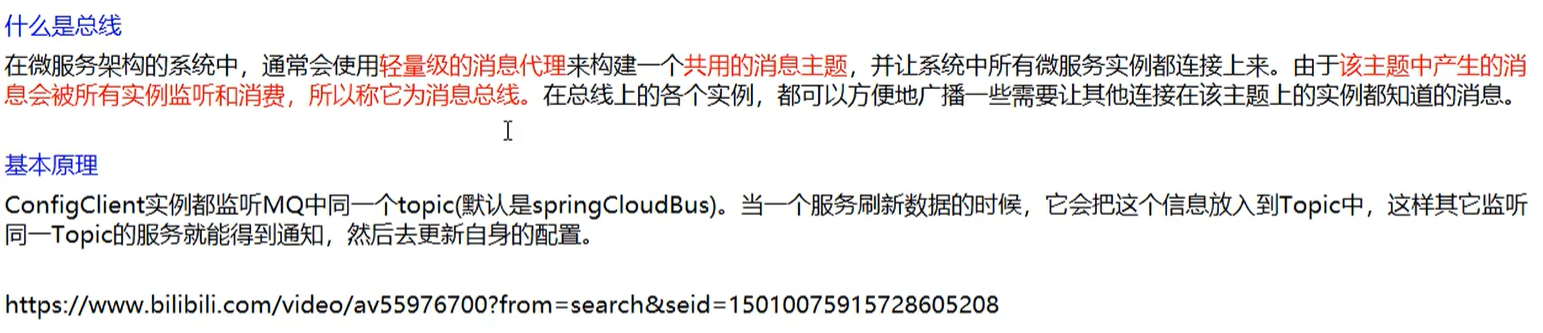 什么是总线
在微服务架构的系统中，通常会使用轻量级的消息代理来构建一个共用的消息主题，并让系统中所有微服务实例都连接上来。由于该主题中产生的消
息会被所有实例监听和消费，所以称它为消息总线。在总线上的各个实例，都可以方便地广播一些需要让其他连接在该主题上的实例都知道的消息。
基本原理
ConfigClient实例都监听MQ中同一个topic(默认是springCloudBus)。当一个服务刷新数据的时候，它会把这个信息放入到Topic中，这样其它监听
同一Topic的服务就能得到通知，然后去更新自身的配置。
https://www.bilibili.com/video/av55976700?from=search&seid=15010075915728605208